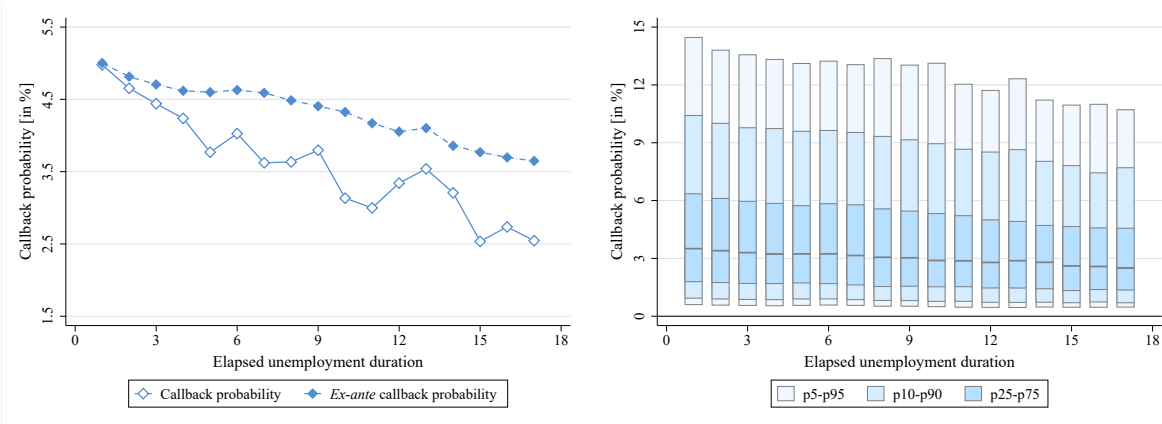 Callback probability [in %]
5.5
4.5
3.5
2.5
1.5
0 3 6 9 12 15 18
Elapsed unemployment duration
Callback probability Ex-ante callback probability
Callback probability [in %]
15
12
9
6
3
0
0 3 6 9 12 15 18
Elapsed unemployment duration
p5-p95 p10-p90 p25-p75